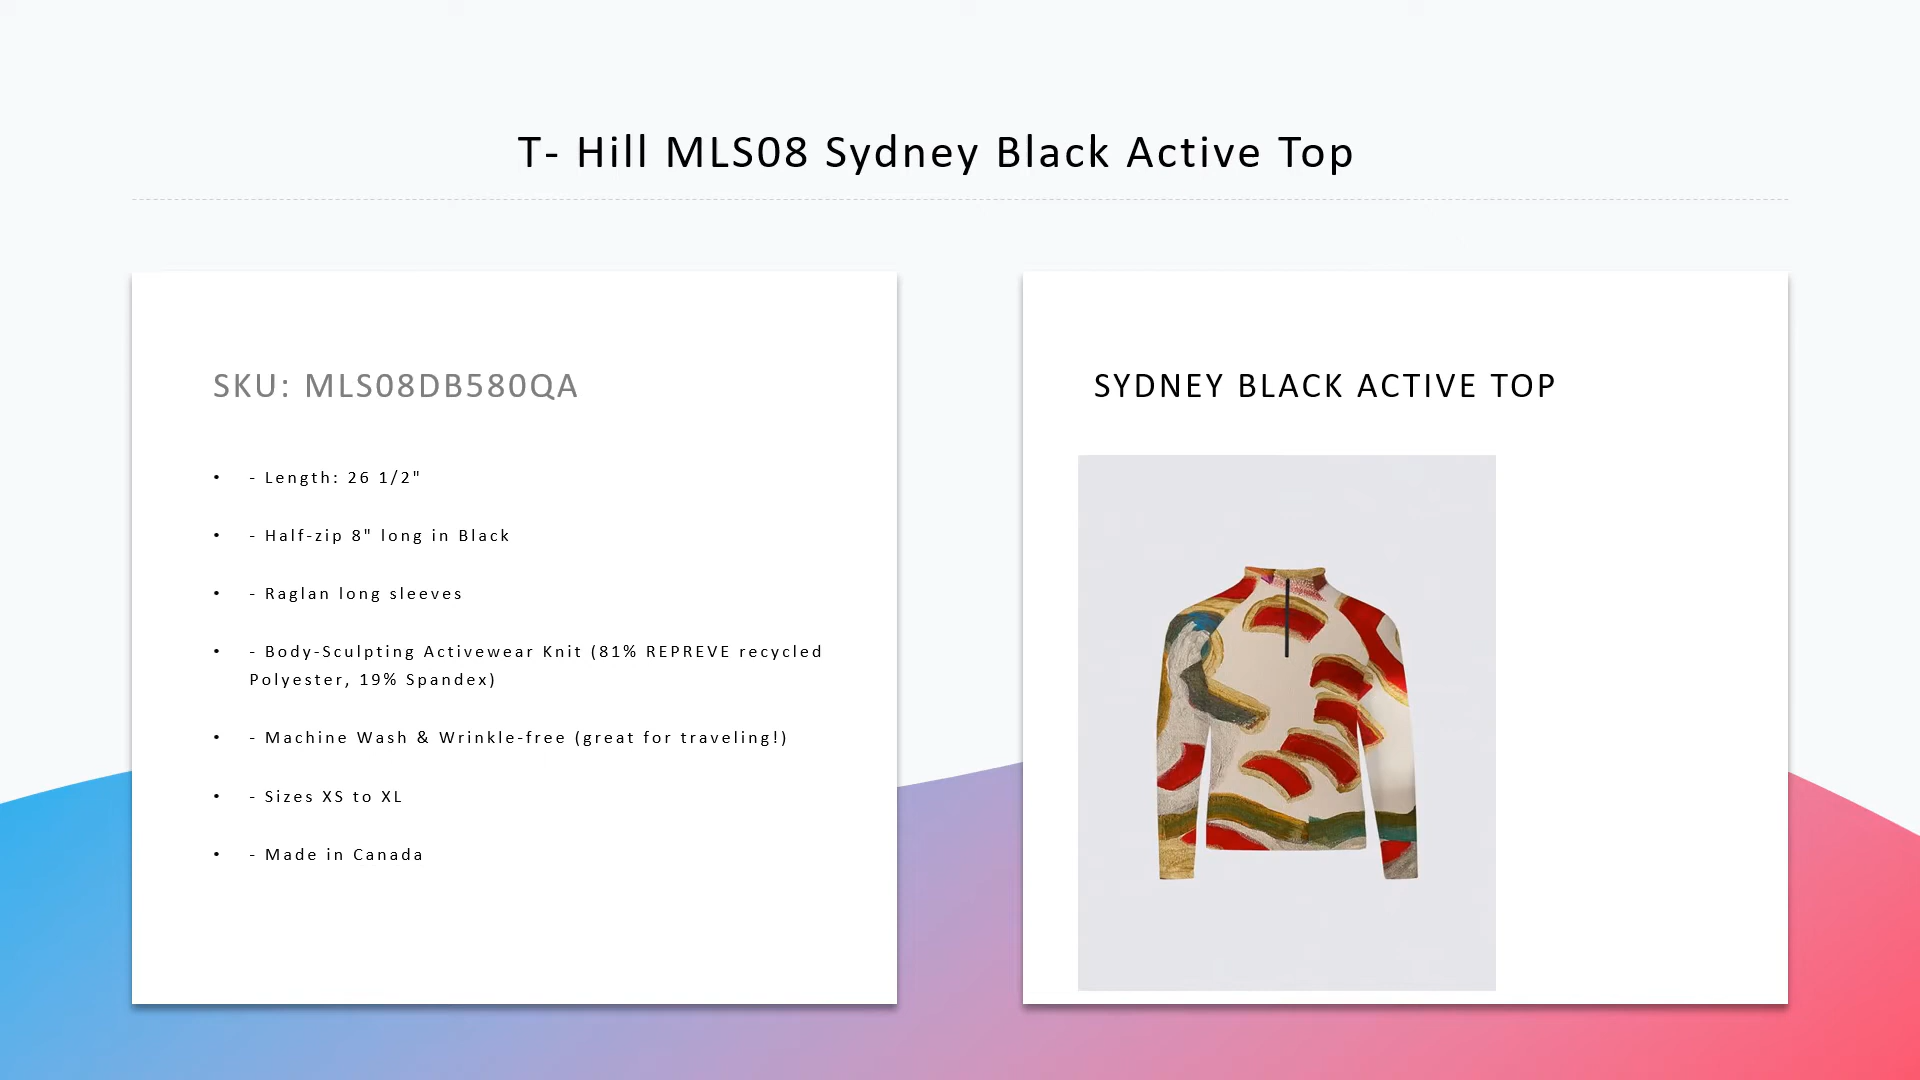 T- Hill MLS08 Sydney Black Active Top
SKU: MLS08DB580QA
• - Length: 26 1/2"
• - Half-zip 8" long in Black
• - Raglan long sleeves
• - Body-Sculpting Activewear Knit (81% REPREVE recycled
Polyester, 19% Spandex)
• - Machine Wash & Wrinkle-free (great for traveling!)
• - Sizes XS to XL
• - Made in Canada
SYDNEY BLACK ACTIVE TOP